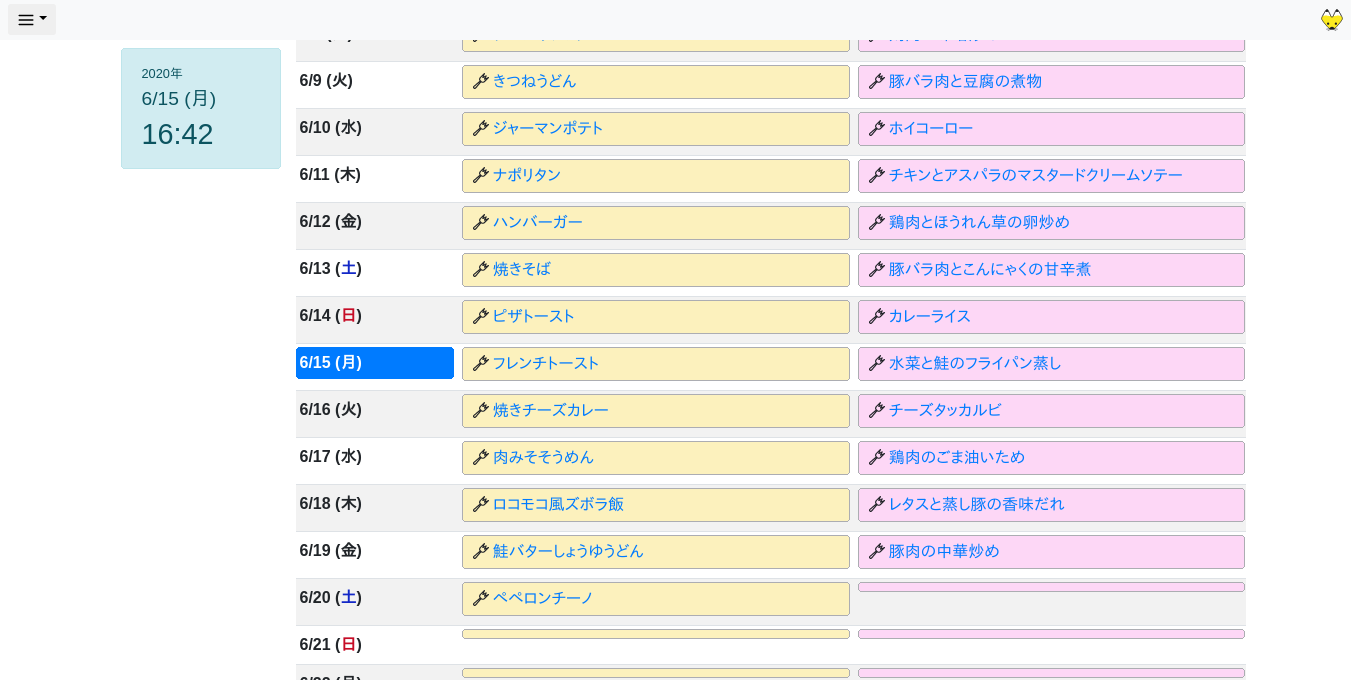 2020年
6/15 (月)
16:42
6/9 (火) きつねうどん 豚バラ肉と豆腐の煮物
6/10 (水) ジャーマンポテト ホイコーロー
6/11 (木) ナポリタン チキンとアスパラのマスタードクリームソテー
6/12 (金) ハンバーガー 鶏肉とほうれん草の卵炒め
6/13 (土) 焼きそば 豚バラ肉とこんにゃくの甘辛煮
6/14 (日) ピザトースト カレーライス
6/15 (月) フレンチトースト 水菜と鮭のフライパン蒸し
6/16 (火) 焼きチーズカレー チーズタッカルビ
6/17 (水) 肉みそそうめん 鶏肉のごま油いため
6/18 (木) ロコモコ風ズボラ飯 レタスと蒸し豚の香味だれ
6/19 (金) 鮭バターしょうゆうどん 豚肉の中華炒め
6/20 (土) ペペロンチーノ
6/21 (日)